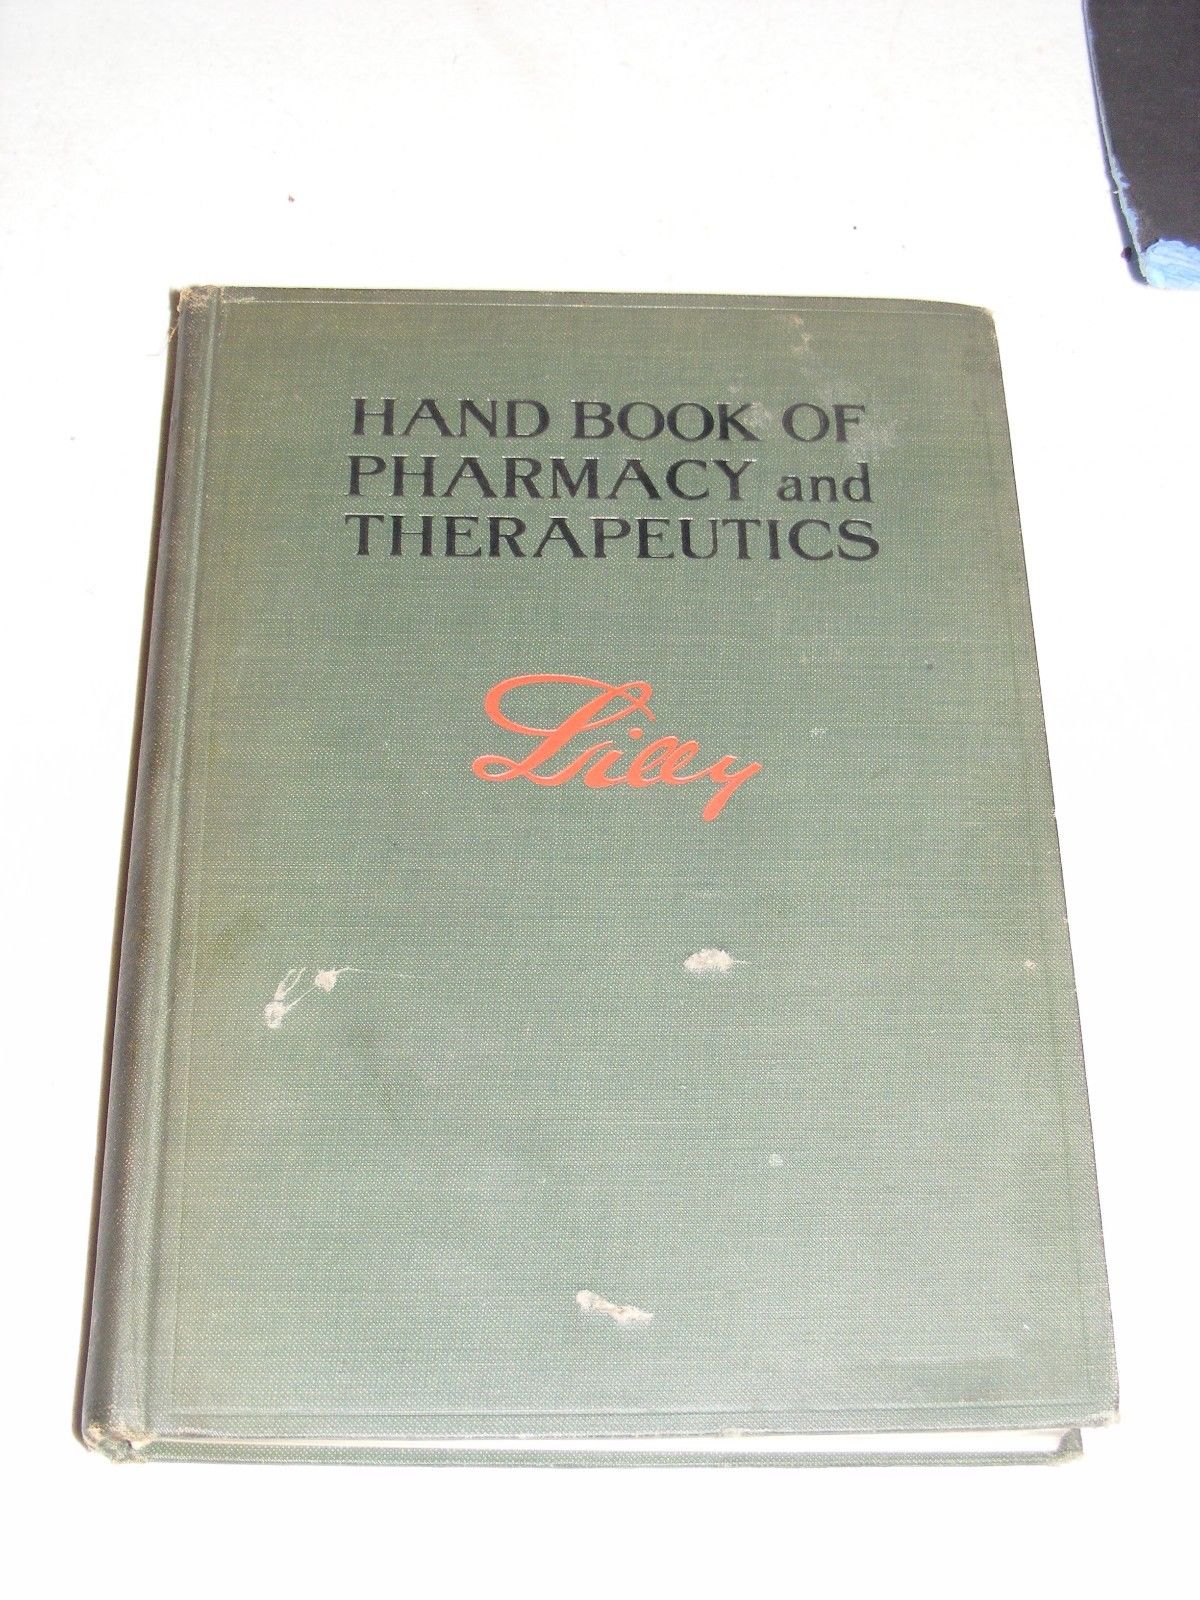 HAND BOOK OF
PHARMACY and
THERAPEUTICS
Lilly